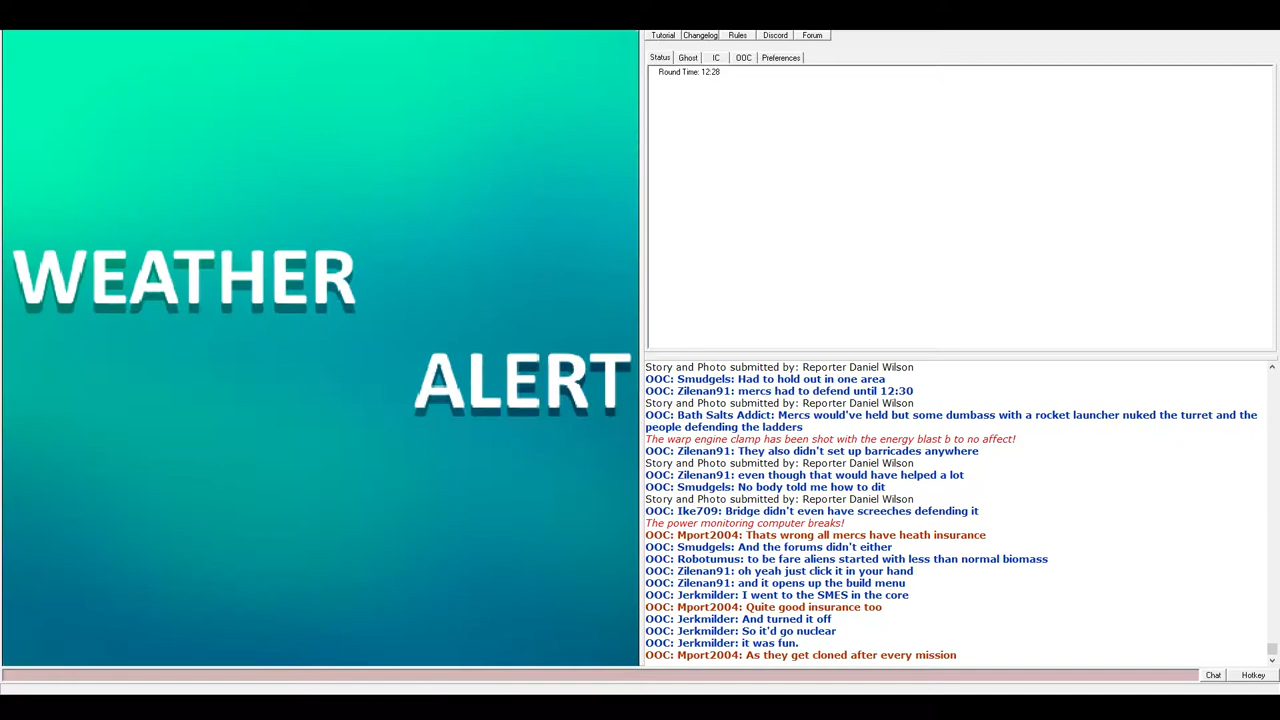 Tutorial Changelog Rules Discord Forum
Status Ghost IC OOC Preferences
Round Time: 12:28
WEATHER
ALERT
Story and Photo submitted by: Reporter Daniel Wilson
OOC: Smudgels: Had to hold out in one area
OOC: Zilenan91: mercs had to defend until 12:30
Story and Photo submitted by: Reporter Daniel Wilson
OOC: Bath Salts Addict: Mercs would've held but some dumbass with a rocket launcher nuked the turret and the
people defending the ladders
The warp engine clamp has been shot with the energy blast b to no affect!
OOC: Zilenan91: They also didn't set up barricades anywhere
Story and Photo submitted by: Reporter Daniel Wilson
OOC: Zilenan91: even though that would have helped a lot
OOC: Smudgels: No body told me how to dit
Story and Photo submitted by: Reporter Daniel Wilson
OOC: Ike709: Bridge didn't even have screeches defending it
The power monitoring computer breaks!
OOC: Mport2004: Thats wrong all mercs have heath insurance
OOC: Smudgels: And the forums didn't either
OOC: Robotumus: to be fare aliens started with less than normal biomass
OOC: Zilenan91: oh yeah just click it in your hand
OOC: Zilenan91: and it opens up the build menu
OOC: Jerkmilder: I went to the SMES in the core
OOC: Mport2004: Quite good insurance too
OOC: Jerkmilder: And turned it off
OOC: Jerkmilder: So it'd go nuclear
OOC: Jerkmilder: it was fun.
OOC: Mport2004: As they get cloned after every mission
Chat Hotkey